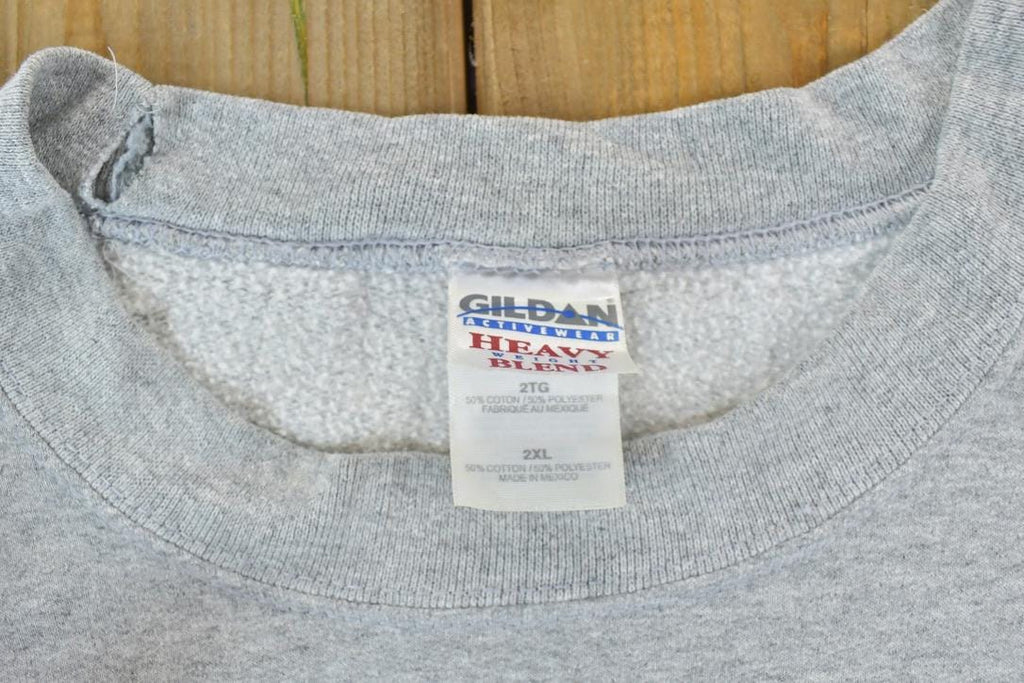 GILDAN
ACTIVEWEAR
HEAVY
WEIGHT
BLEND
2TG
50% COTON / 50% POLYESTER
FABRIQUÉ AU MEXIQUE
2XL
50% COTTON / 50% POLYESTER
MADE IN MEXICO